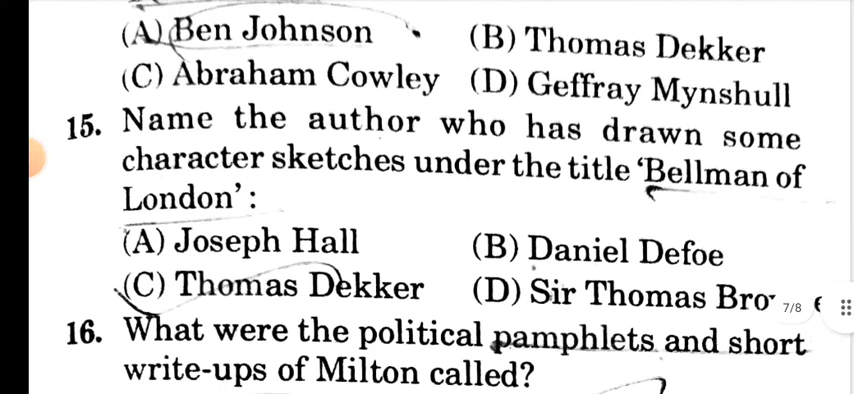 (A) Ben Johnson (B) Thomas Dekker
(C) Abraham Cowley (D) Geffray Mynshull
15. Name the author who has drawn some
character sketches under the title ‘Bellman of
London’ :
(A) Joseph Hall (B) Daniel Defoe
(C) Thomas Dekker (D) Sir Thomas
7/8
16. What were the political pamphlets and short
write-ups of Milton called?